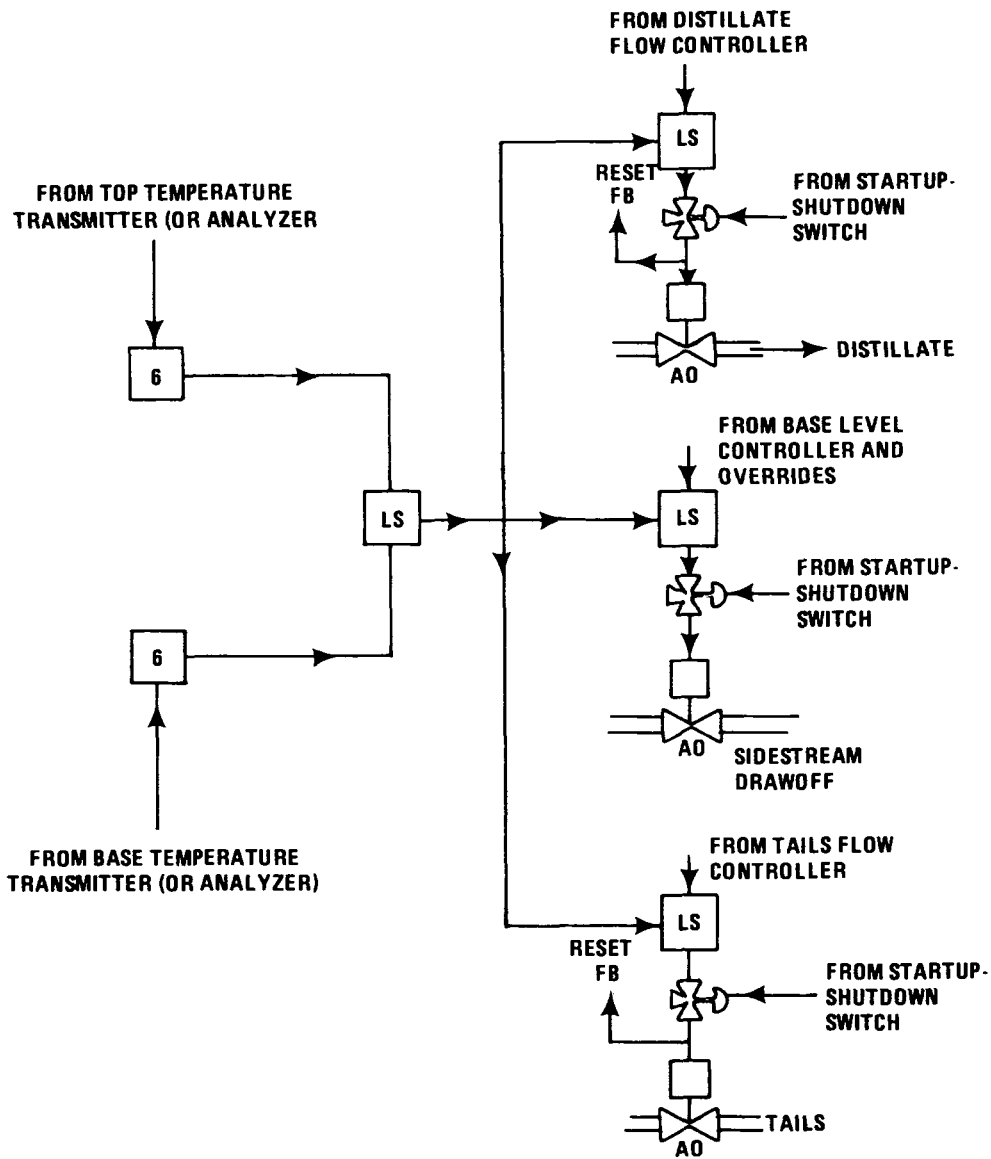 FROM DISTILLATE
FLOW CONTROLLER
LS
RESET
FB
FROM STARTUP-
SHUTDOWN
SWITCH
FROM TOP TEMPERATURE
TRANSMITTER (OR ANALYZER
6
DISTILLATE
AO
FROM BASE LEVEL
CONTROLLER AND
OVERRIDES
LS
LS
FROM STARTUP-
SHUTDOWN
SWITCH
6
AO
SIDESTREAM
DRAWOFF
FROM BASE TEMPERATURE
TRANSMITTER (OR ANALYZER)
FROM TAILS FLOW
CONTROLLER
LS
RESET
FB
FROM STARTUP-
SHUTDOWN
SWITCH
TAILS
AO